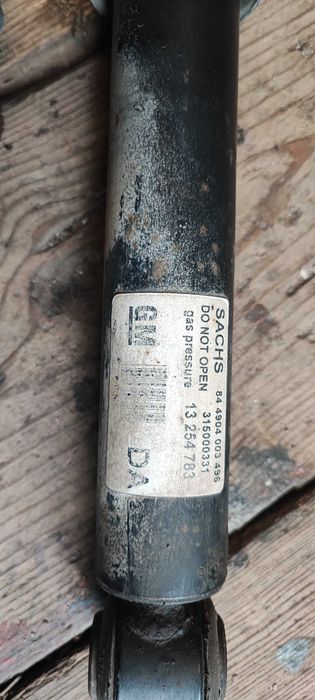 SACHS 84 4904 003 496
DO NOT OPEN 315000331
gas pressure 13 254 783
GM DA